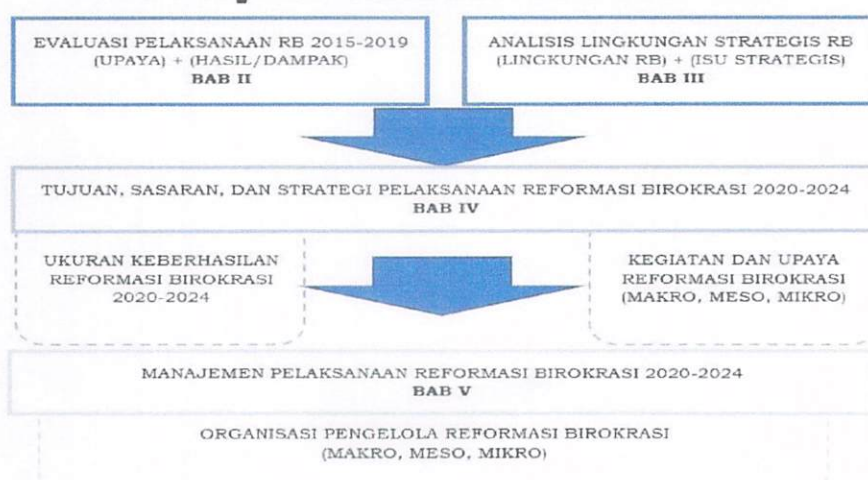 EVALUASI PELAKSANAAN RB 2015-2019
(UPAYA) + (HASIL/DAMPAK)
BAB II
ANALISIS LINGKUNGAN STRATEGIS RB
(LINGKUNGAN RB) + (ISU STRATEGIS)
BAB III
TUJUAN, SASARAN, DAN STRATEGI PELAKSANAAN REFORMASI BIROKRASI 2020-2024
BAB IV
UKURAN KEBERHASILAN
REFORMASI BIROKRASI
2020-2024
KEGIATAN DAN UPAYA
REFORMASI BIROKRASI
(MAKRO, MESO, MIKRO)
MANAJEMEN PELAKSANAAN REFORMASI BIROKRASI 2020-2024
BAB V
ORGANISASI PENGELOLA REFORMASI BIROKRASI
(MAKRO, MESO, MIKRO)